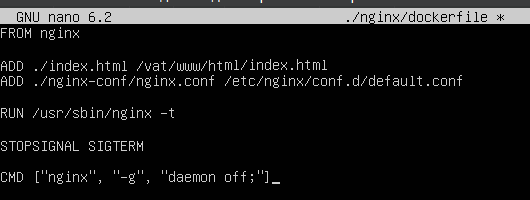 GNU nano 6.2 ./nginx/dockerfile *
FROM nginx
ADD ./index.html /vat/www/html/index.html
ADD ./nginx-conf/nginx.conf /etc/nginx/conf.d/default.conf
RUN /usr/sbin/nginx -t
STOPSIGNAL SIGTERM
CMD ["nginx", "-g", "daemon off;"]